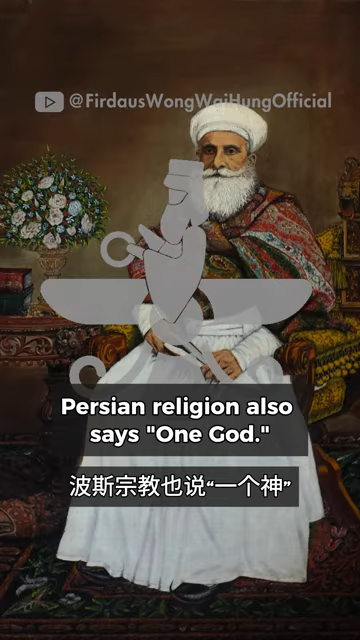 @FirdausWongWaiHungOfficial
Persian religion also
says "One God."
波斯宗教也说“一个神”